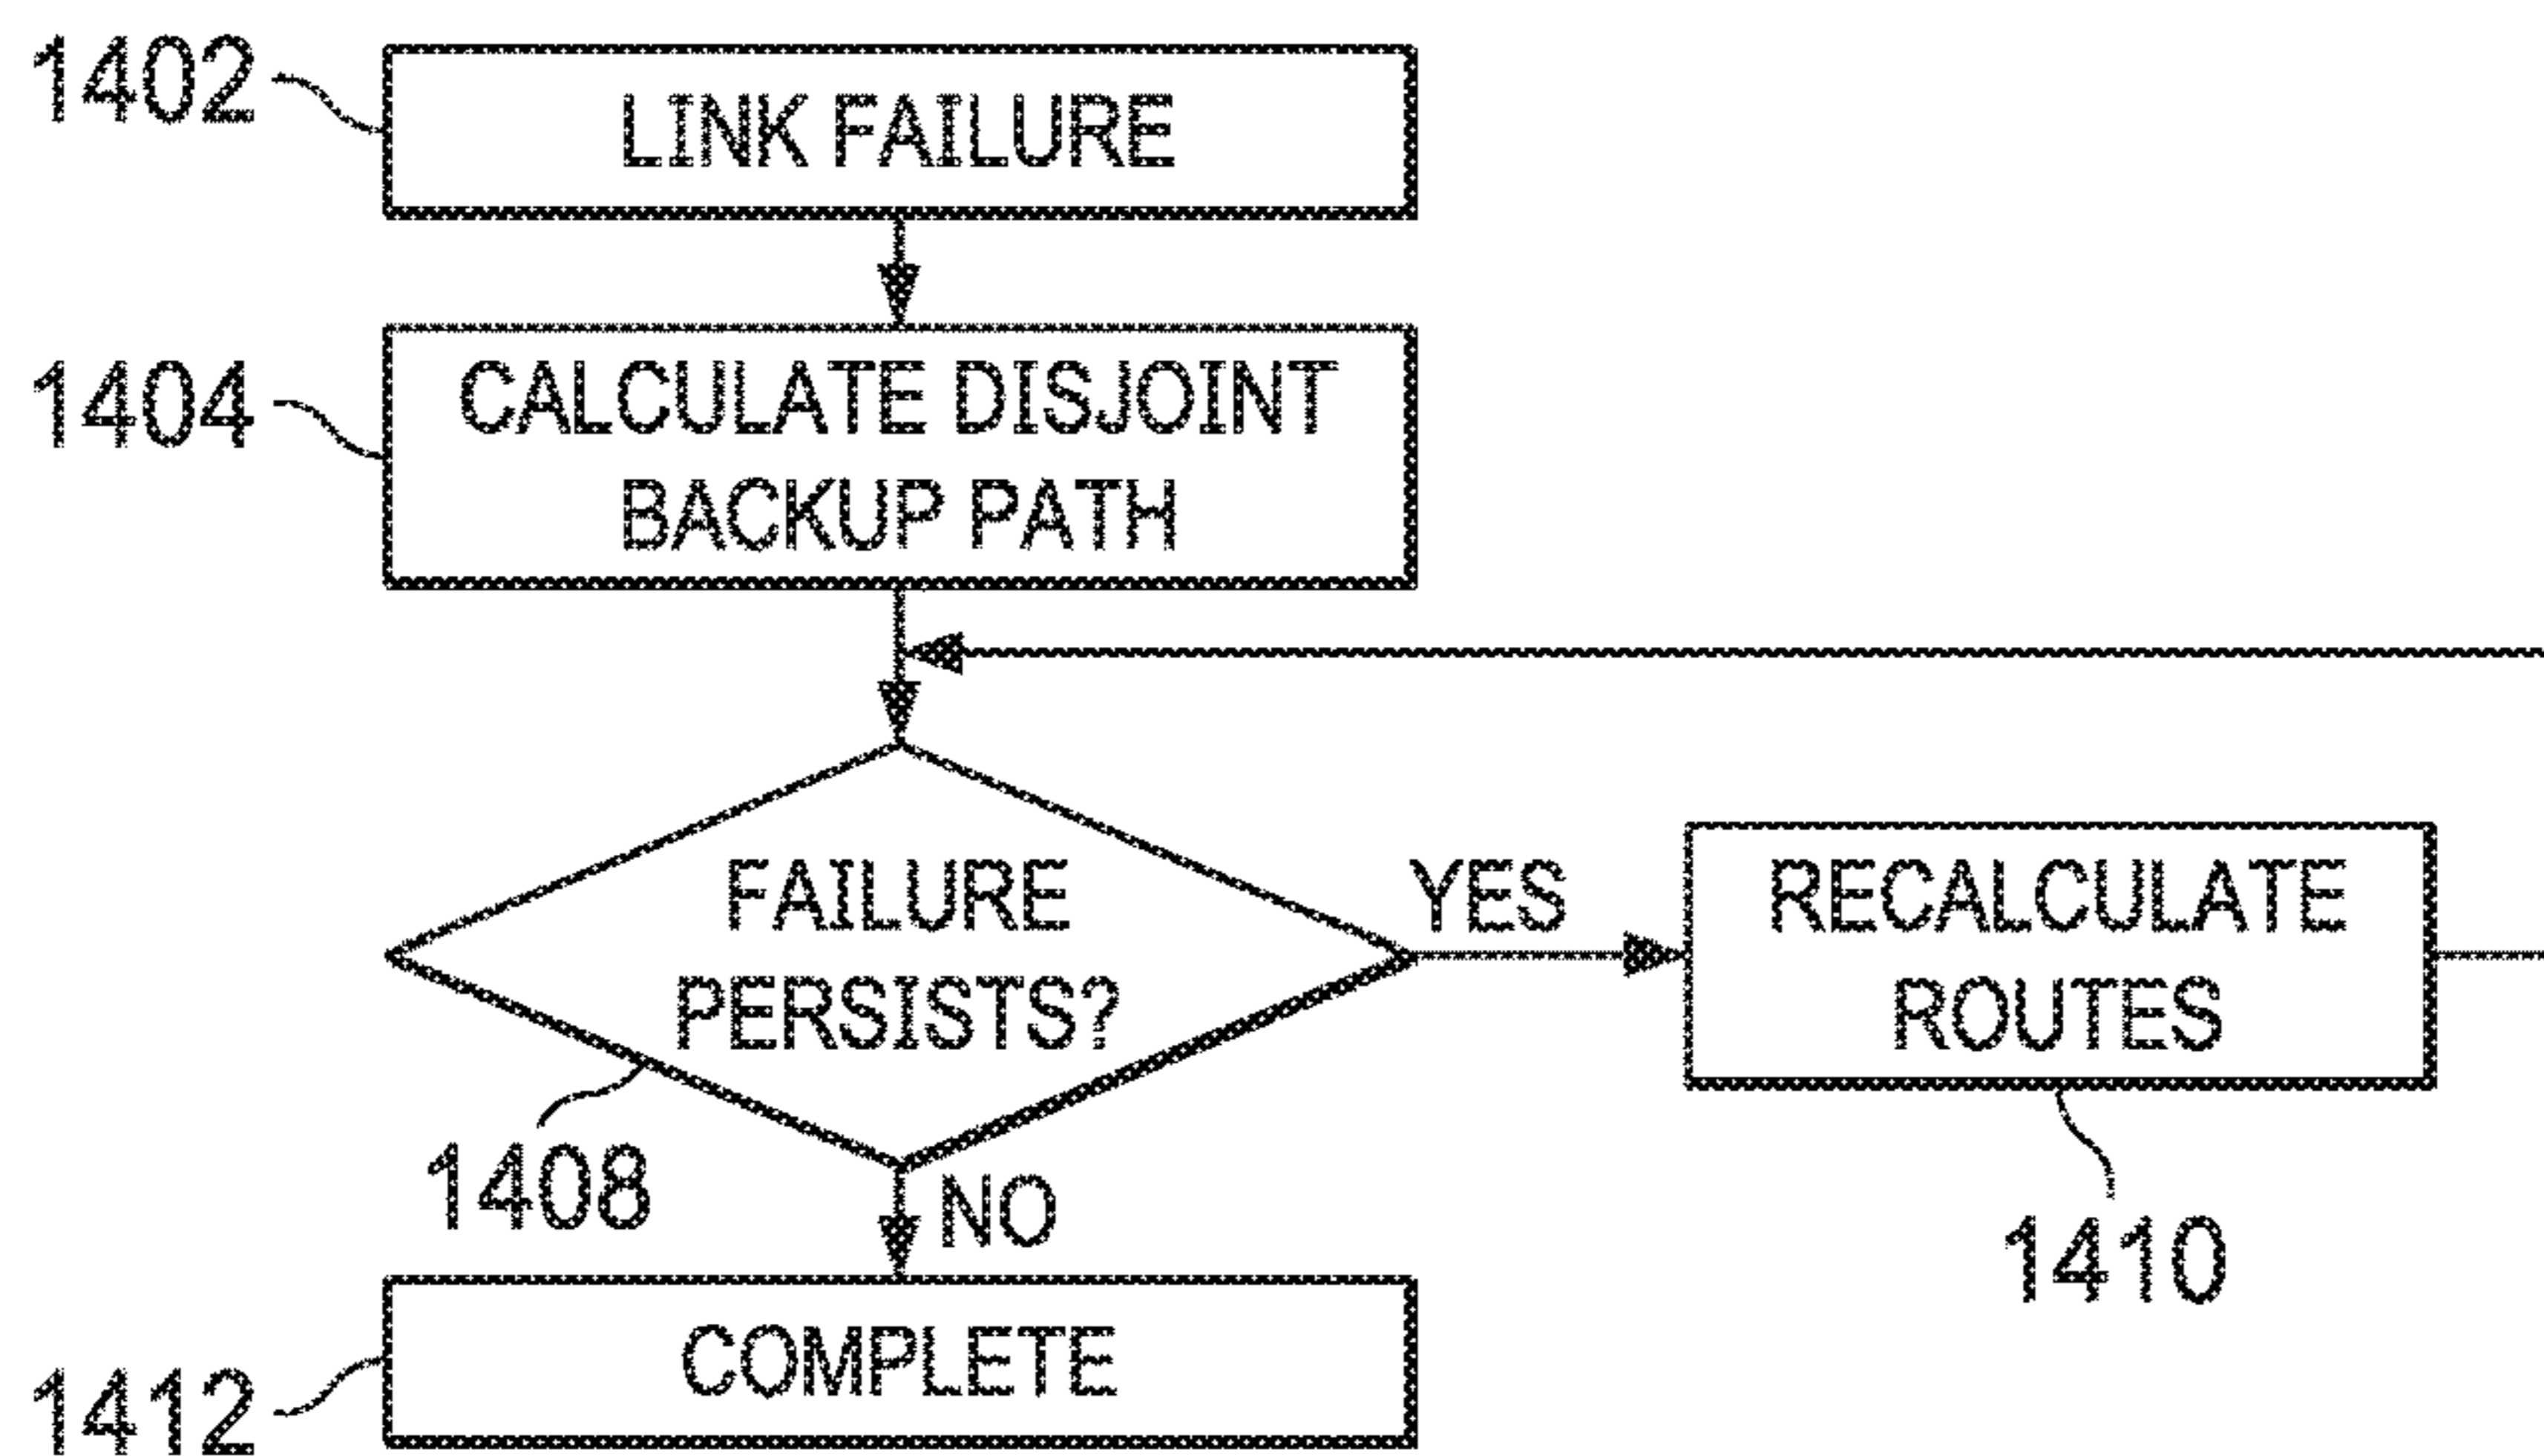 1402
LINK FAILURE
1404
CALCULATE DISJOINT
BACKUP PATH
FAILURE
PERSISTS?
YES
RECALCULATE
ROUTES
1408
NO
1410
COMPLETE
1412